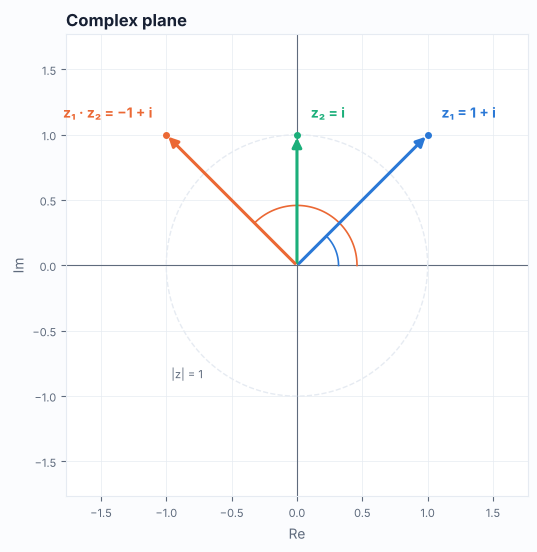 Complex plane
1.5
z₁ · z₂ = −1 + i
z₂ = i
z₁ = 1 + i
1.0
0.5
Im
0.0
−0.5
|z| = 1
−1.0
−1.5
−1.5
−1.0
−0.5
0.0
0.5
1.0
1.5
Re